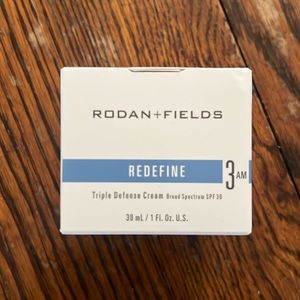 RODAN+FIELDS
REDEFINE
3 AM
Triple Defense Cream Broad Spectrum SPF 30
30 mL / 1 Fl. Oz. U.S.